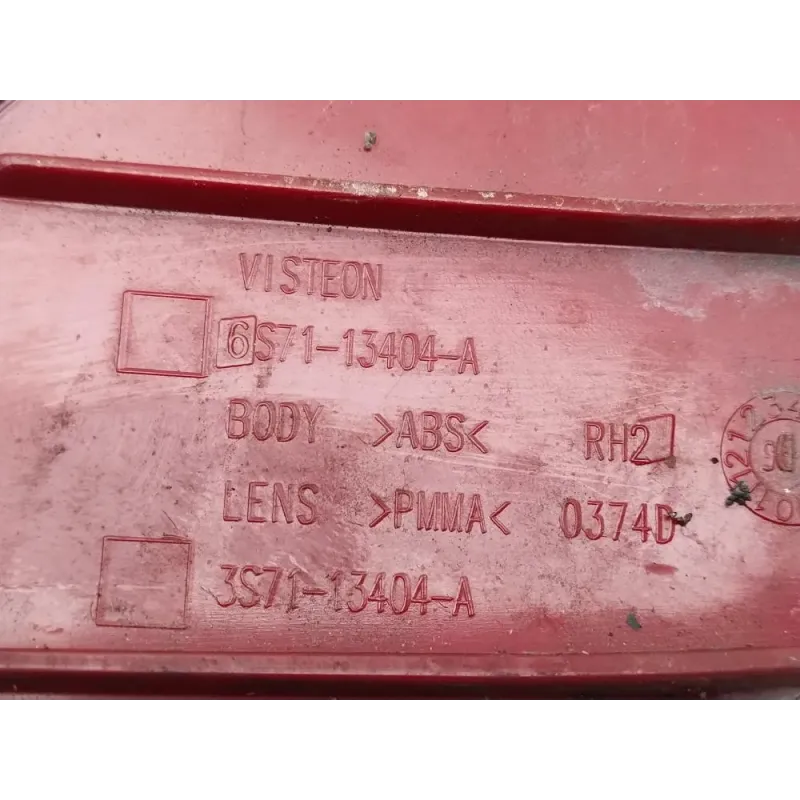 VISTEON
6S71-13404-A
BODY >ABS< RH2
LENS >PMMA< 0374D
3S71-13404-A